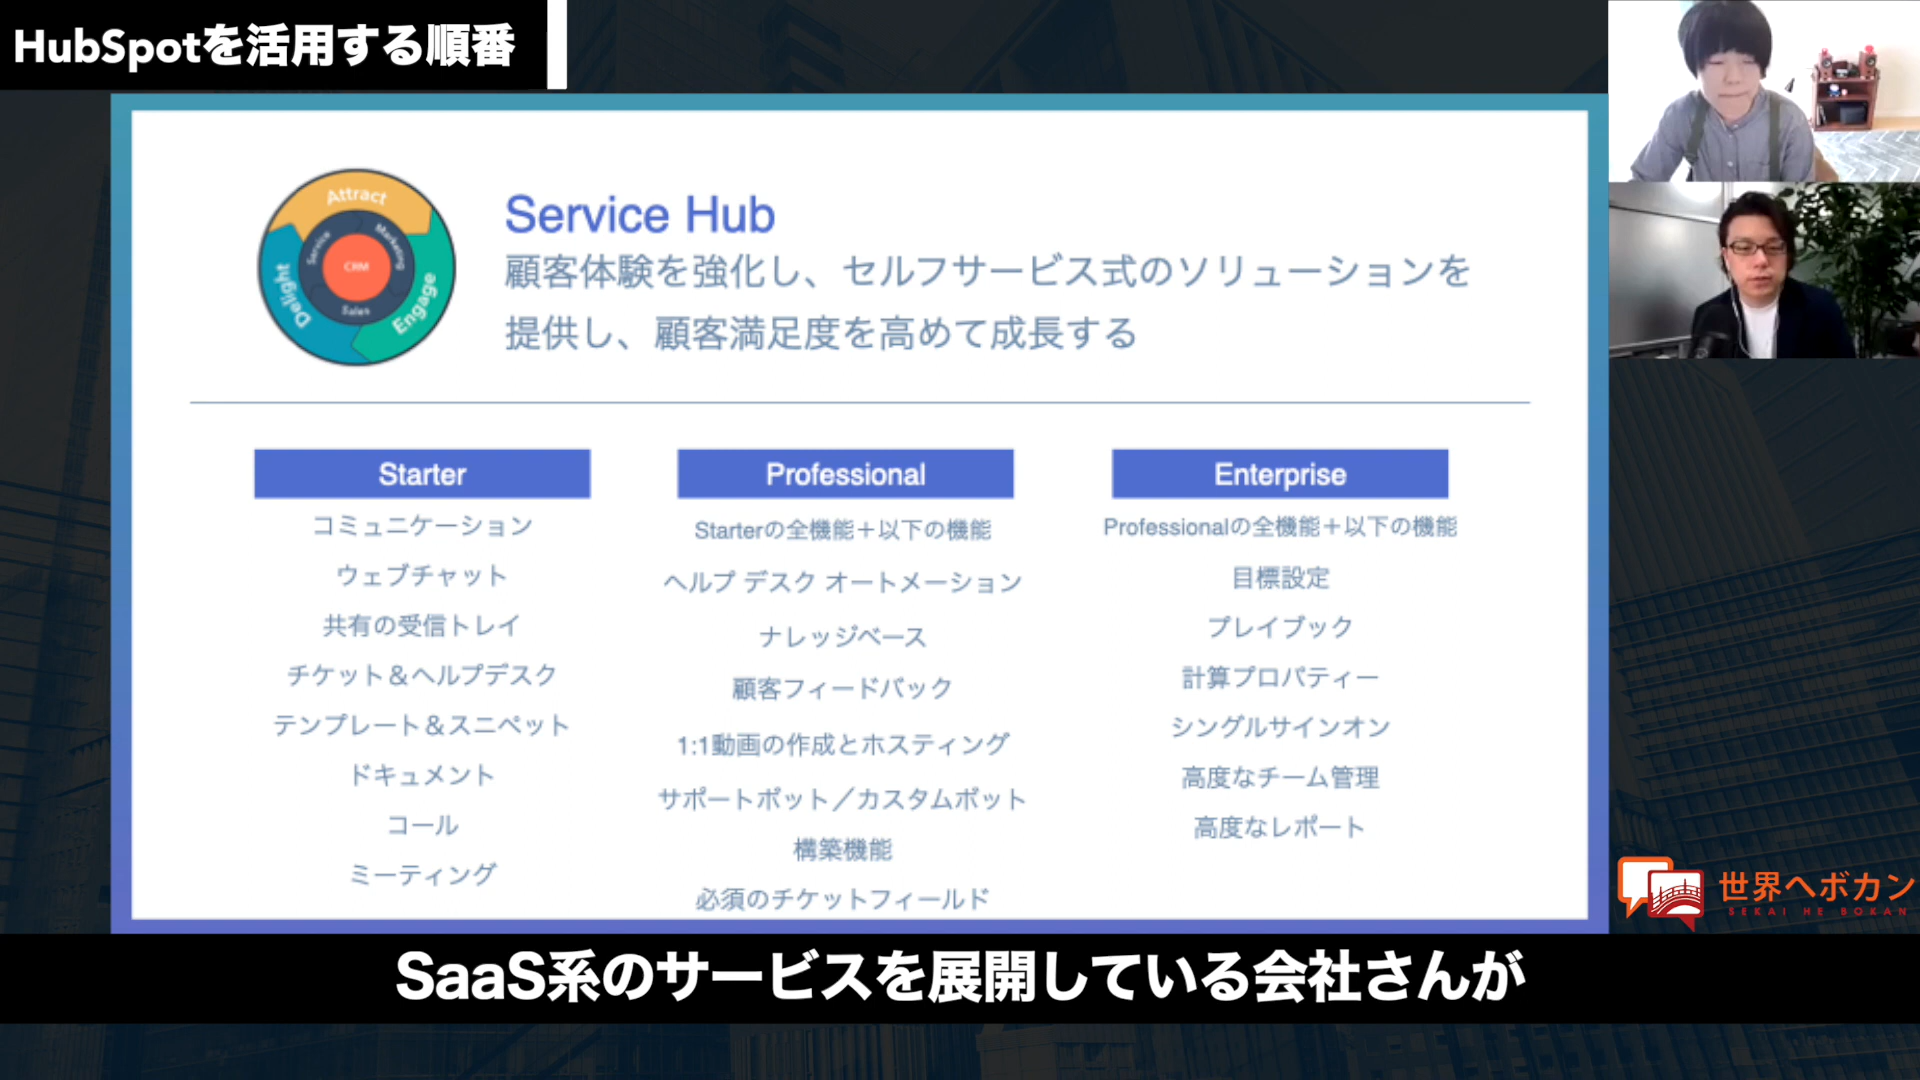 HubSpotを活用する順番
Attract
Engage
Delight
Marketing
Sales
Service
CRM
Service Hub
顧客体験を強化し、セルフサービス式のソリューションを
提供し、顧客満足度を高めて成長する
Starter
コミュニケーション
ウェブチャット
共有の受信トレイ
チケット＆ヘルプデスク
テンプレート＆スニペット
ドキュメント
コール
ミーティング
Professional
Starterの全機能＋以下の機能
ヘルプ デスク オートメーション
ナレッジベース
顧客フィードバック
1:1動画の作成とホスティング
サポートボット／カスタムボット
構築機能
必須のチケットフィールド
Enterprise
Professionalの全機能＋以下の機能
目標設定
プレイブック
計算プロパティー
シングルサインオン
高度なチーム管理
高度なレポート
世界へボカン
SEKAI HE BOKAN
SaaS系のサービスを展開している会社さんが